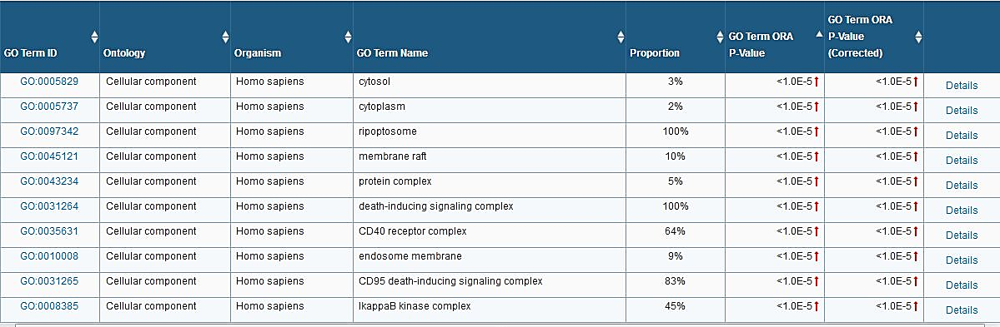 GO Term ID Ontology Organism GO Term Name Proportion GO Term ORA P-Value GO Term ORA P-Value (Corrected)
GO:0005829 Cellular component Homo sapiens cytosol 3% <1.0E-5↑ <1.0E-5↑ Details
GO:0005737 Cellular component Homo sapiens cytoplasm 2% <1.0E-5↑ <1.0E-5↑ Details
GO:0097342 Cellular component Homo sapiens ripoptosome 100% <1.0E-5↑ <1.0E-5↑ Details
GO:0045121 Cellular component Homo sapiens membrane raft 10% <1.0E-5↑ <1.0E-5↑ Details
GO:0043234 Cellular component Homo sapiens protein complex 5% <1.0E-5↑ <1.0E-5↑ Details
GO:0031264 Cellular component Homo sapiens death-inducing signaling complex 100% <1.0E-5↑ <1.0E-5↑ Details
GO:0035631 Cellular component Homo sapiens CD40 receptor complex 64% <1.0E-5↑ <1.0E-5↑ Details
GO:0010008 Cellular component Homo sapiens endosome membrane 9% <1.0E-5↑ <1.0E-5↑ Details
GO:0031265 Cellular component Homo sapiens CD95 death-inducing signaling complex 83% <1.0E-5↑ <1.0E-5↑ Details
GO:0008385 Cellular component Homo sapiens IkappaB kinase complex 45% <1.0E-5↑ <1.0E-5↑ Details